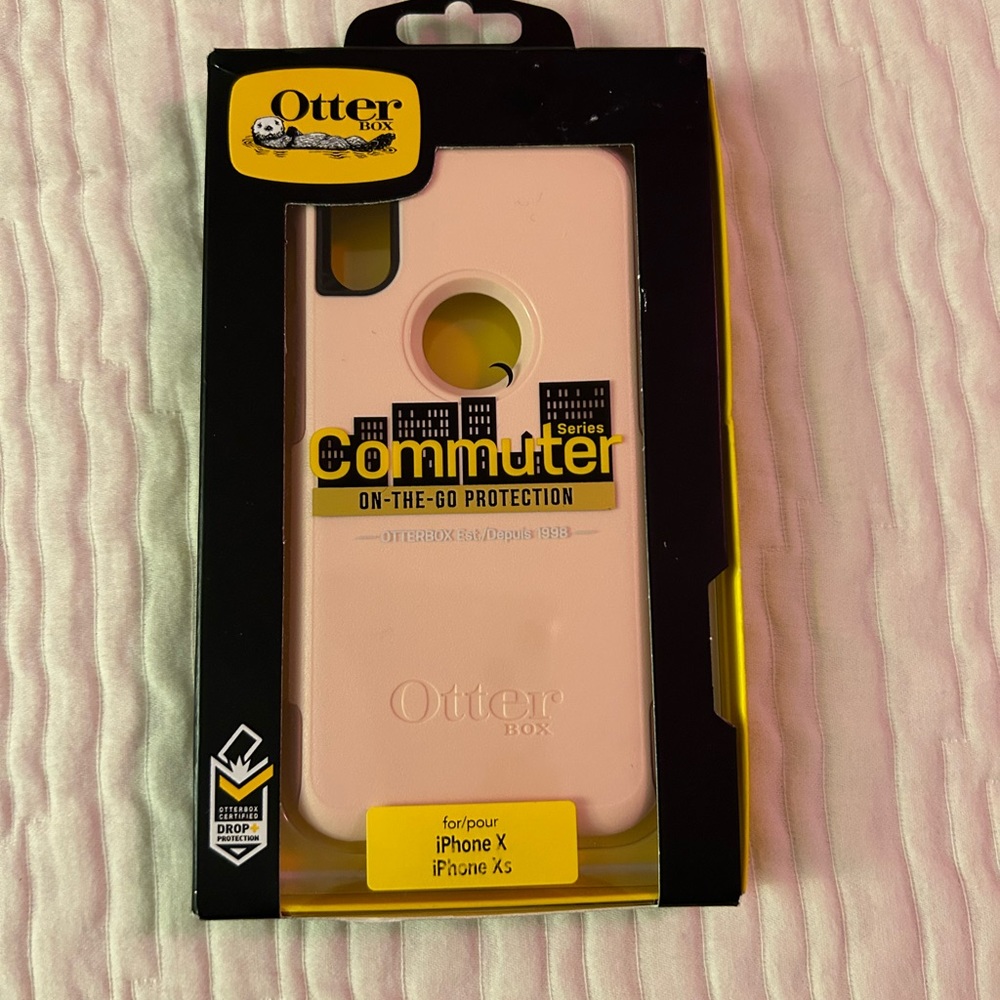 Otter
BOX
Commuter
Series
ON-THE-GO PROTECTION
OTTERBOX Est./Depuis 1998
Otter
BOX
OTTERBOX
CERTIFIED
DROP+
PROTECTION
for/pour
iPhone X
iPhone Xs